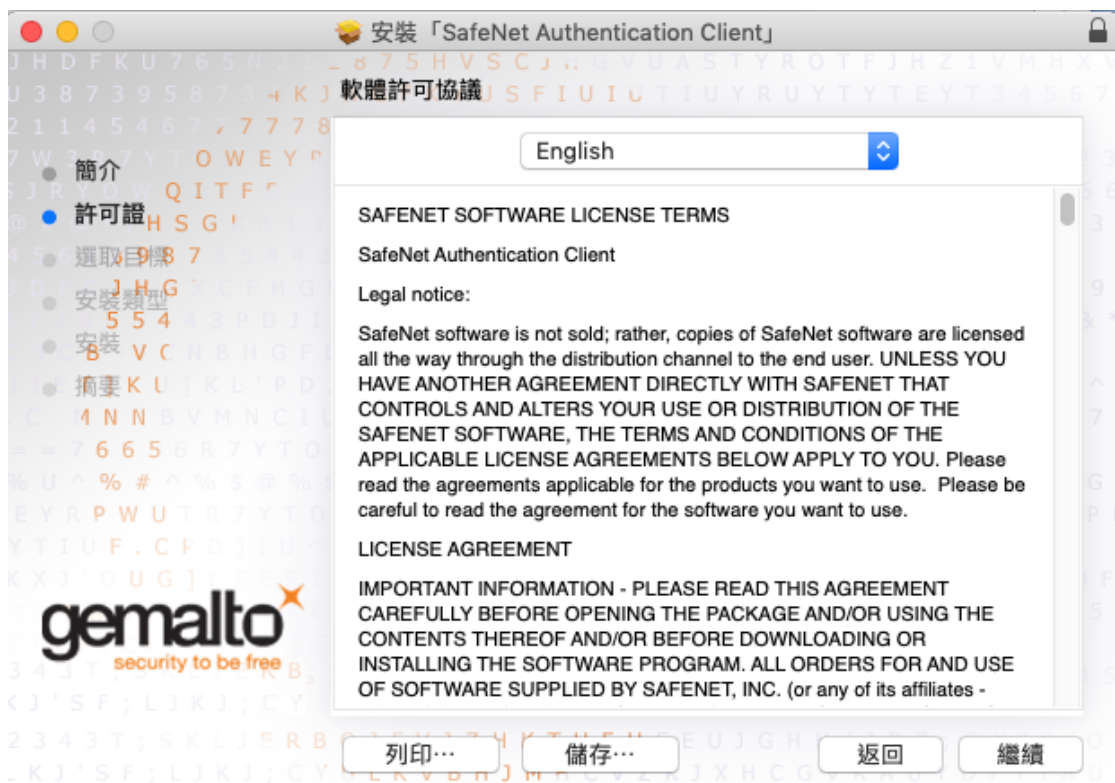 安裝「SafeNet Authentication Client」
軟體許可協議
簡介
許可證
選取目標
安裝類型
安裝
摘要
English
SAFENET SOFTWARE LICENSE TERMS
SafeNet Authentication Client
Legal notice:
SafeNet software is not sold; rather, copies of SafeNet software are licensed
all the way through the distribution channel to the end user. UNLESS YOU
HAVE ANOTHER AGREEMENT DIRECTLY WITH SAFENET THAT
CONTROLS AND ALTERS YOUR USE OR DISTRIBUTION OF THE
SAFENET SOFTWARE, THE TERMS AND CONDITIONS OF THE
APPLICABLE LICENSE AGREEMENTS BELOW APPLY TO YOU. Please
read the agreements applicable for the products you want to use.  Please be
careful to read the agreement for the software you want to use.
LICENSE AGREEMENT
IMPORTANT INFORMATION - PLEASE READ THIS AGREEMENT
CAREFULLY BEFORE OPENING THE PACKAGE AND/OR USING THE
CONTENTS THEREOF AND/OR BEFORE DOWNLOADING OR
INSTALLING THE SOFTWARE PROGRAM. ALL ORDERS FOR AND USE
OF SOFTWARE SUPPLIED BY SAFENET, INC. (or any of its affiliates -
gemalto
security to be free
列印…
儲存…
返回
繼續